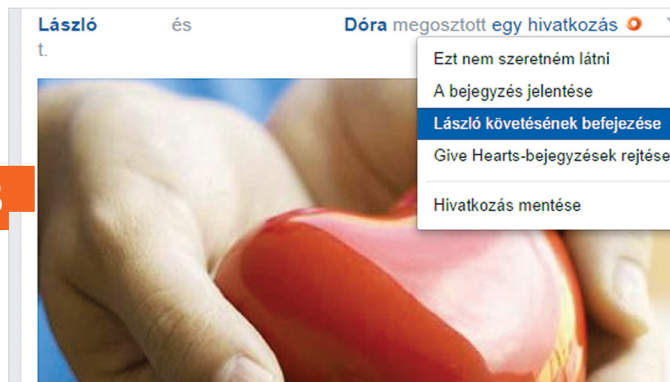 László és Dóra megosztott egy hivatkozás
t.
Ezt nem szeretném látni
A bejegyzés jelentése
László követésének befejezése
Give Hearts-bejegyzések rejtése
Hivatkozás mentése